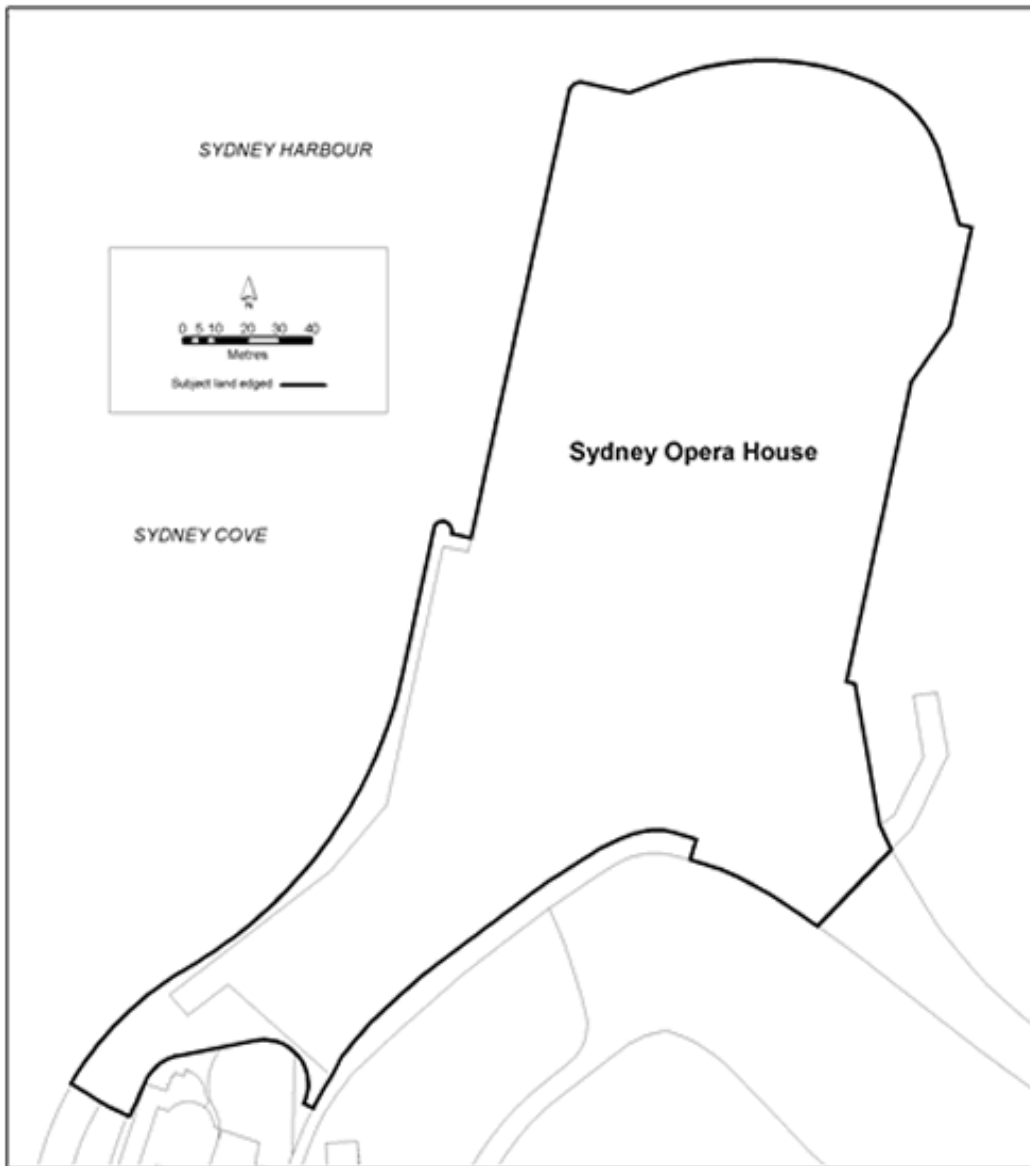 SYDNEY HARBOUR
N
0 5 10 20 30 40
Metres
Subject land edged
Sydney Opera House
SYDNEY COVE